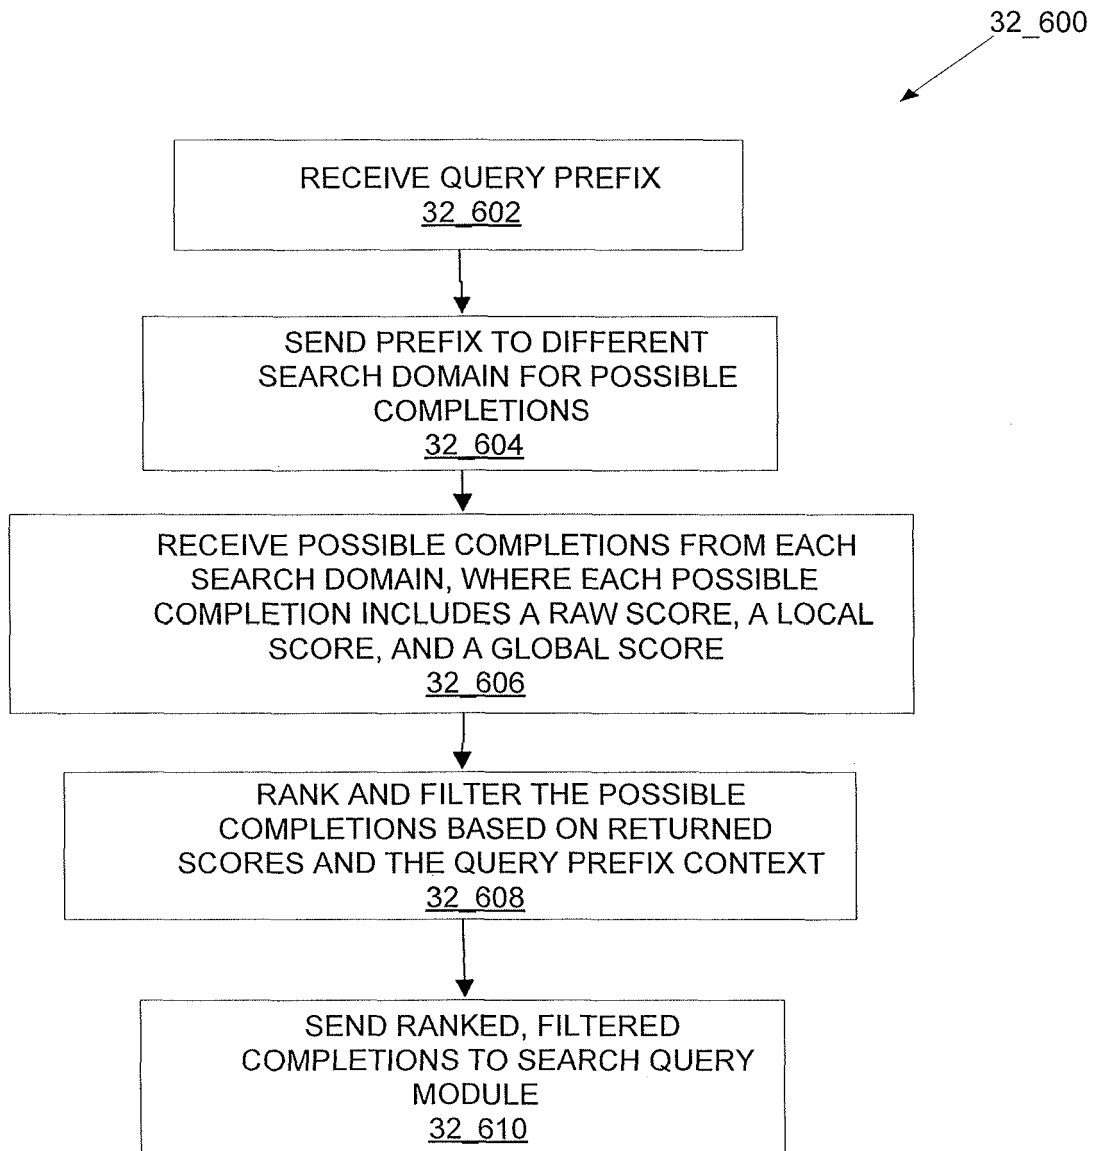 32_600
RECEIVE QUERY PREFIX
32_602
SEND PREFIX TO DIFFERENT
SEARCH DOMAIN FOR POSSIBLE
COMPLETIONS
32_604
RECEIVE POSSIBLE COMPLETIONS FROM EACH
SEARCH DOMAIN, WHERE EACH POSSIBLE
COMPLETION INCLUDES A RAW SCORE, A LOCAL
SCORE, AND A GLOBAL SCORE
32_606
RANK AND FILTER THE POSSIBLE
COMPLETIONS BASED ON RETURNED
SCORES AND THE QUERY PREFIX CONTEXT
32_608
SEND RANKED, FILTERED
COMPLETIONS TO SEARCH QUERY
MODULE
32_610